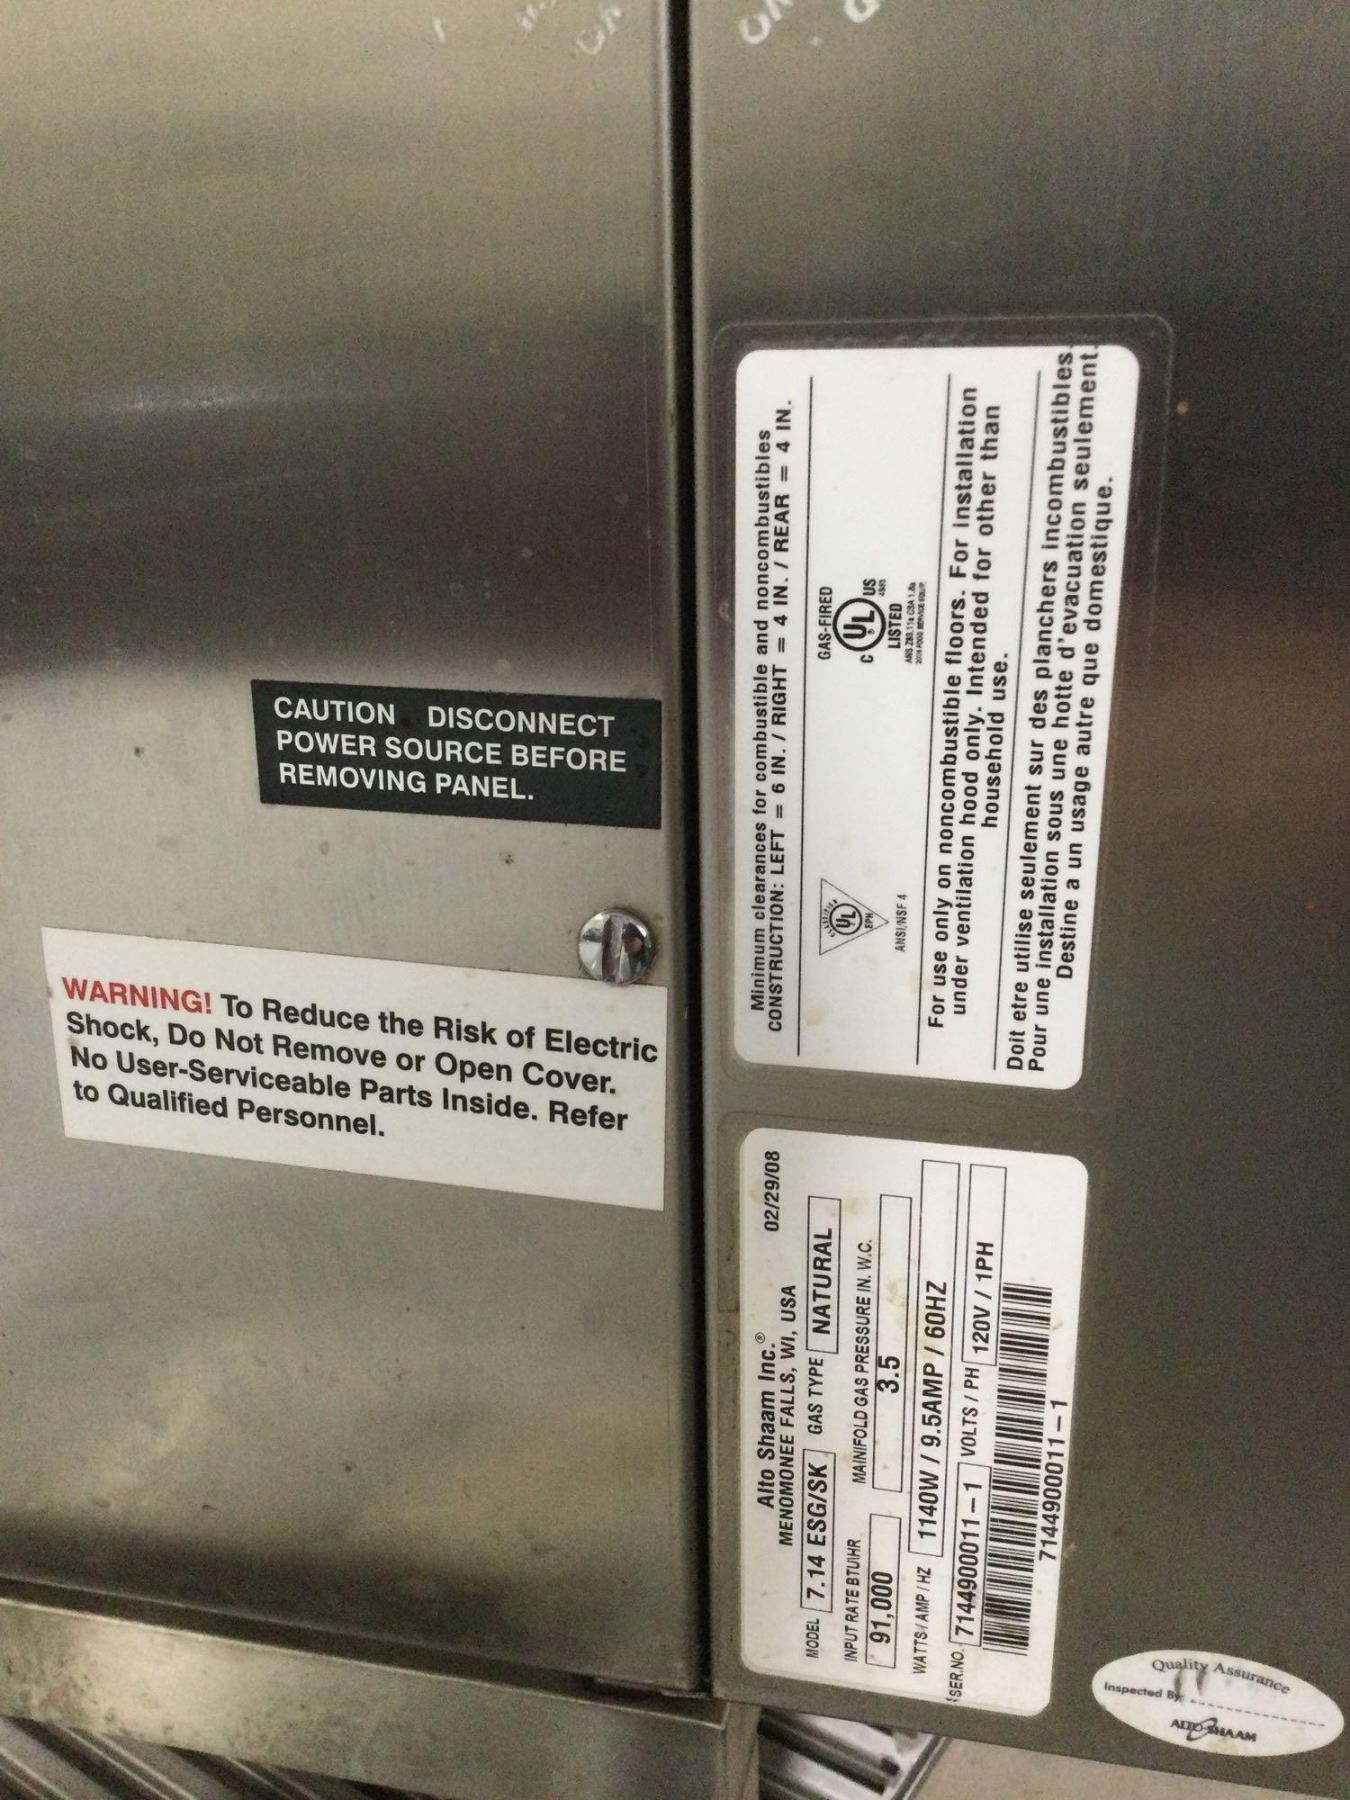 CAUTION DISCONNECT
POWER SOURCE BEFORE
REMOVING PANEL.
WARNING! To Reduce the Risk of Electric
Shock, Do Not Remove or Open Cover.
No User-Serviceable Parts Inside. Refer
to Qualified Personnel.
Minimum clearances for combustible and noncombustibles
CONSTRUCTION: LEFT = 6 IN. / RIGHT = 4 IN. / REAR = 4 IN.
GAS-FIRED
C UL US
LISTED
UL
EPH
ANSI/NSF 4
For use only on noncombustible floors. For installation
under ventilation hood only. Intended for other than
household use.
Doit etre utilise seulement sur des planchers incombustibles.
Pour une installation sous une hotte d'evacuation seulement.
Destine a un usage autre que domestique.
Alto Shaam Inc.® 02/29/08
MENOMONEE FALLS, WI, USA
MODEL 7.14 ESG/SK GAS TYPE NATURAL
INPUT RATE BTU/HR MAINIFOLD GAS PRESSURE IN. W.C.
91,000 3.5
WATTS / AMP / HZ 1140W / 9.5AMP / 60HZ
SER.NO. 7144900011-1 VOLTS / PH 120V / 1PH
7144900011-1
Quality Assurance
Inspected By
ALTO-SHAAM